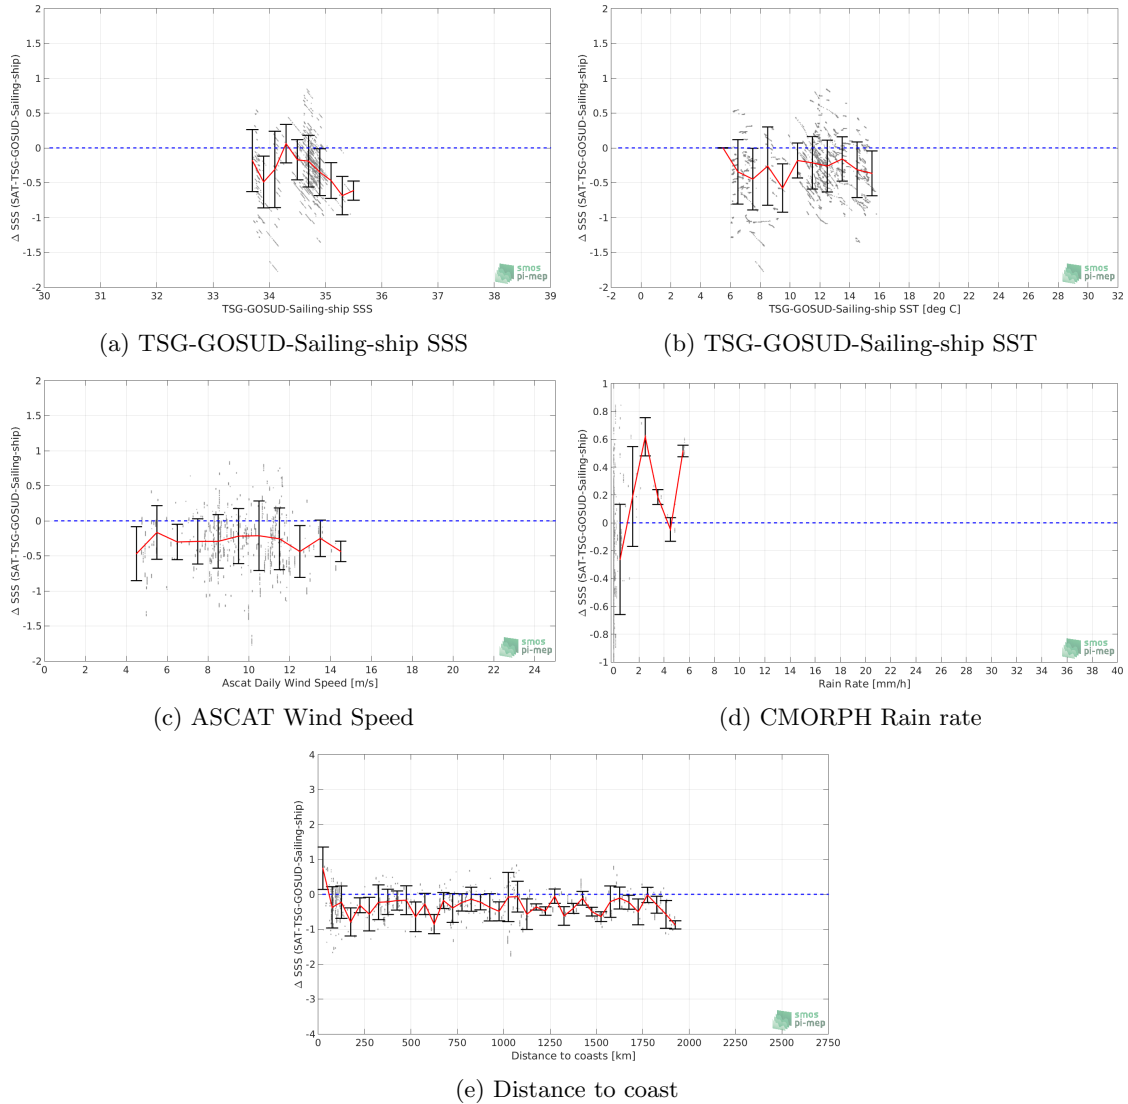 2
1.5
1
0.5
0
-0.5
-1
-1.5
-2
Δ SSS (SAT-TSG-GOSUD-Sailing-ship)
30 31 32 33 34 35 36 37 38 39
TSG-GOSUD-Sailing-ship SSS
smos
pi-mep
(a) TSG-GOSUD-Sailing-ship SSS
2
1.5
1
0.5
0
-0.5
-1
-1.5
-2
Δ SSS (SAT-TSG-GOSUD-Sailing-ship)
-2 0 2 4 6 8 10 12 14 16 18 20 22 24 26 28 30 32
TSG-GOSUD-Sailing-ship SST [deg C]
smos
pi-mep
(b) TSG-GOSUD-Sailing-ship SST
2
1.5
1
0.5
0
-0.5
-1
-1.5
-2
Δ SSS (SAT-TSG-GOSUD-Sailing-ship)
0 2 4 6 8 10 12 14 16 18 20 22 24
Ascat Daily Wind Speed [m/s]
smos
pi-mep
(c) ASCAT Wind Speed
1
0.8
0.6
0.4
0.2
0
-0.2
-0.4
-0.6
-0.8
-1
Δ SSS (SAT-TSG-GOSUD-Sailing-ship)
0 2 4 6 8 10 12 14 16 18 20 22 24 26 28 30 32 34 36 38 40
Rain Rate [mm/h]
smos
pi-mep
(d) CMORPH Rain rate
4
3
2
1
0
-1
-2
-3
-4
Δ SSS (SAT-TSG-GOSUD-Sailing-ship)
0 250 500 750 1000 1250 1500 1750 2000 2250 2500 2750
Distance to coasts [km]
smos
pi-mep
(e) Distance to coast